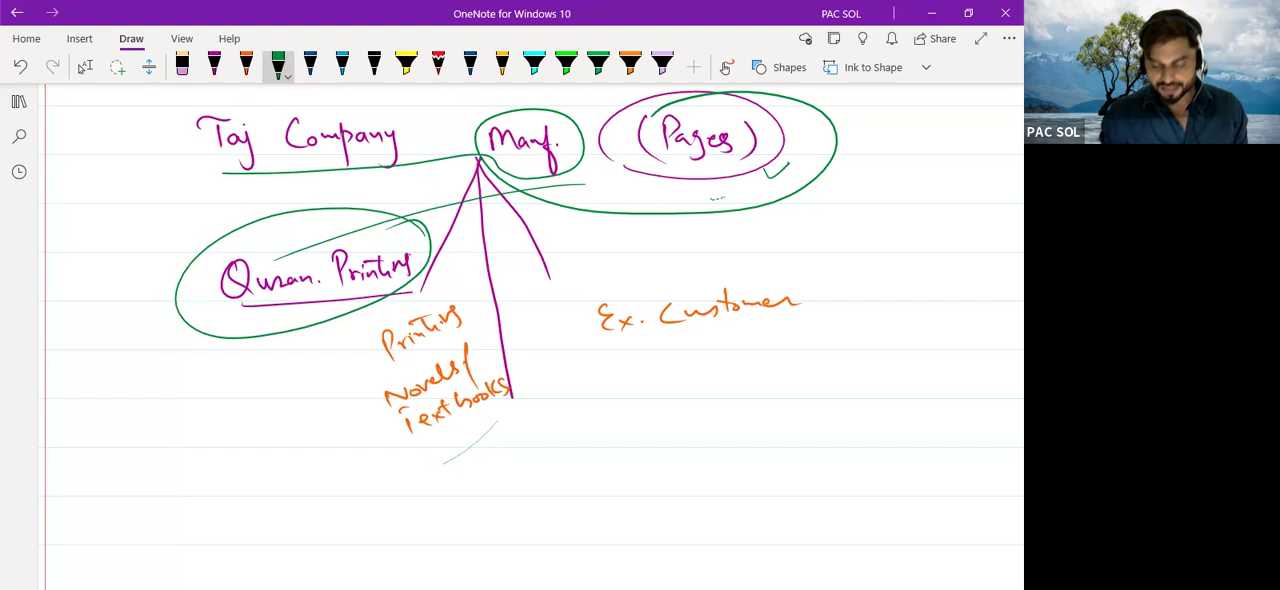 OneNote for Windows 10
PAC SOL
Home Insert Draw View Help
Share
Shapes
Ink to Shape
Taj Company Manf. (Pages)
Quran. Printing
Printing
Novels/
Textbooks
Ex. Customer
PAC SOL